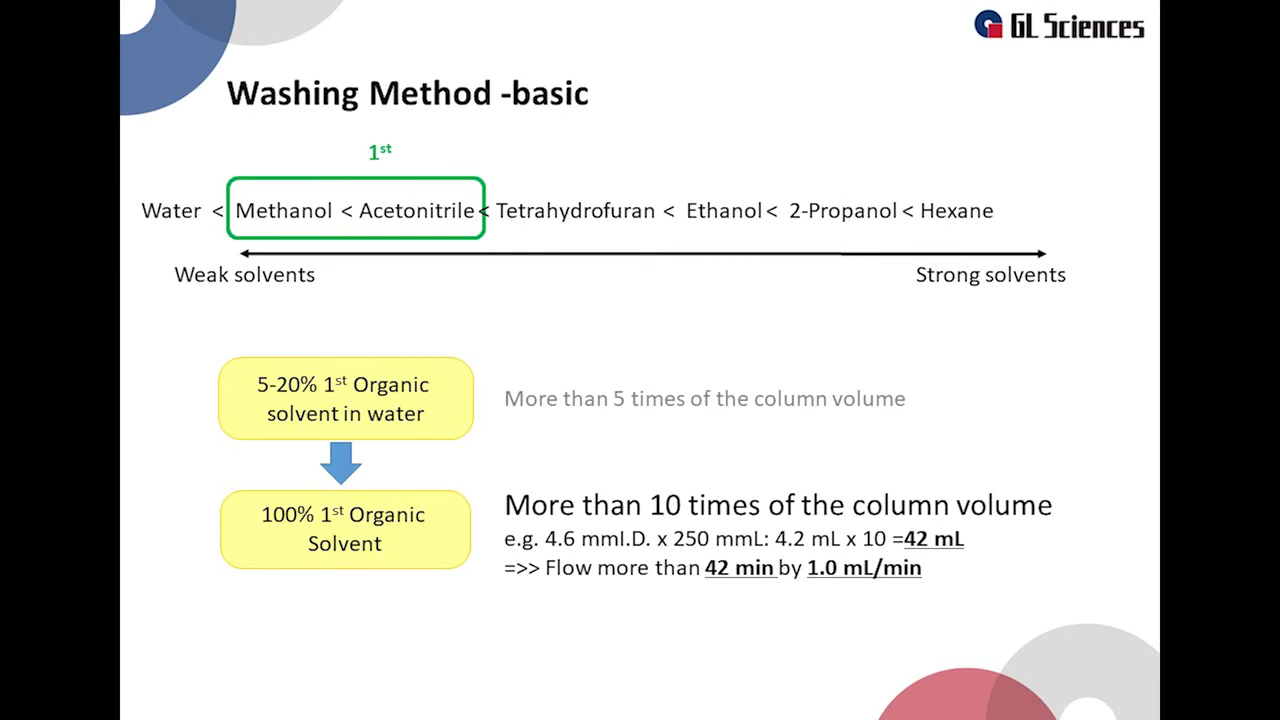 GL Sciences
Washing Method -basic
1st
Water < Methanol < Acetonitrile < Tetrahydrofuran < Ethanol < 2-Propanol < Hexane
Weak solvents
Strong solvents
5-20% 1st Organic
solvent in water
More than 5 times of the column volume
100% 1st Organic
Solvent
More than 10 times of the column volume
e.g. 4.6 mmI.D. x 250 mmL: 4.2 mL x 10 =42 mL
=>> Flow more than 42 min by 1.0 mL/min